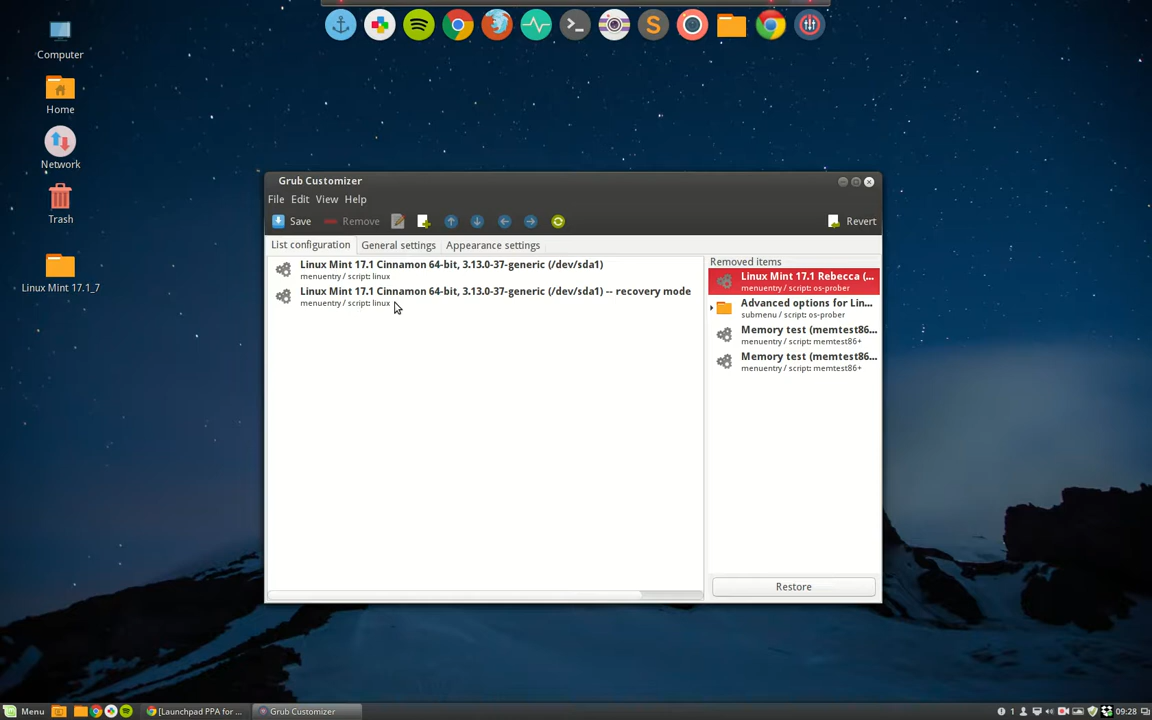 Computer
Home
Network
Trash
Linux Mint 17.1_7
Grub Customizer
File Edit View Help
Save Remove Revert
List configuration General settings Appearance settings
Linux Mint 17.1 Cinnamon 64-bit, 3.13.0-37-generic (/dev/sda1)
menuentry / script: linux
Linux Mint 17.1 Cinnamon 64-bit, 3.13.0-37-generic (/dev/sda1) -- recovery mode
menuentry / script: linux
Removed items
Linux Mint 17.1 Rebecca (...
menuentry / script: os-prober
Advanced options for Lin...
submenu / script: os-prober
Memory test (memtest86...
menuentry / script: memtest86+
Memory test (memtest86...
menuentry / script: memtest86+
Restore
Menu [Launchpad PPA for ... Grub Customizer 1 09:28